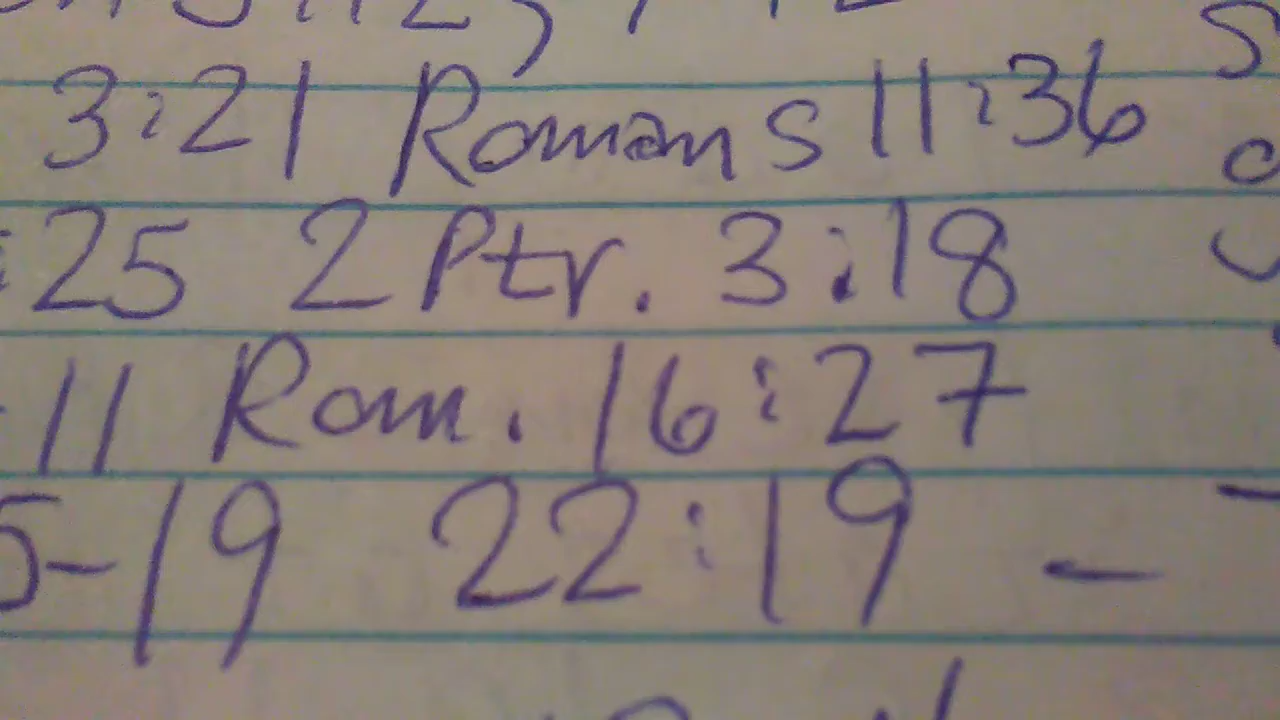 3:21 Romans 11:36
:25 2 Ptr. 3:18
11 Rom. 16:27
5-19 22:19 -